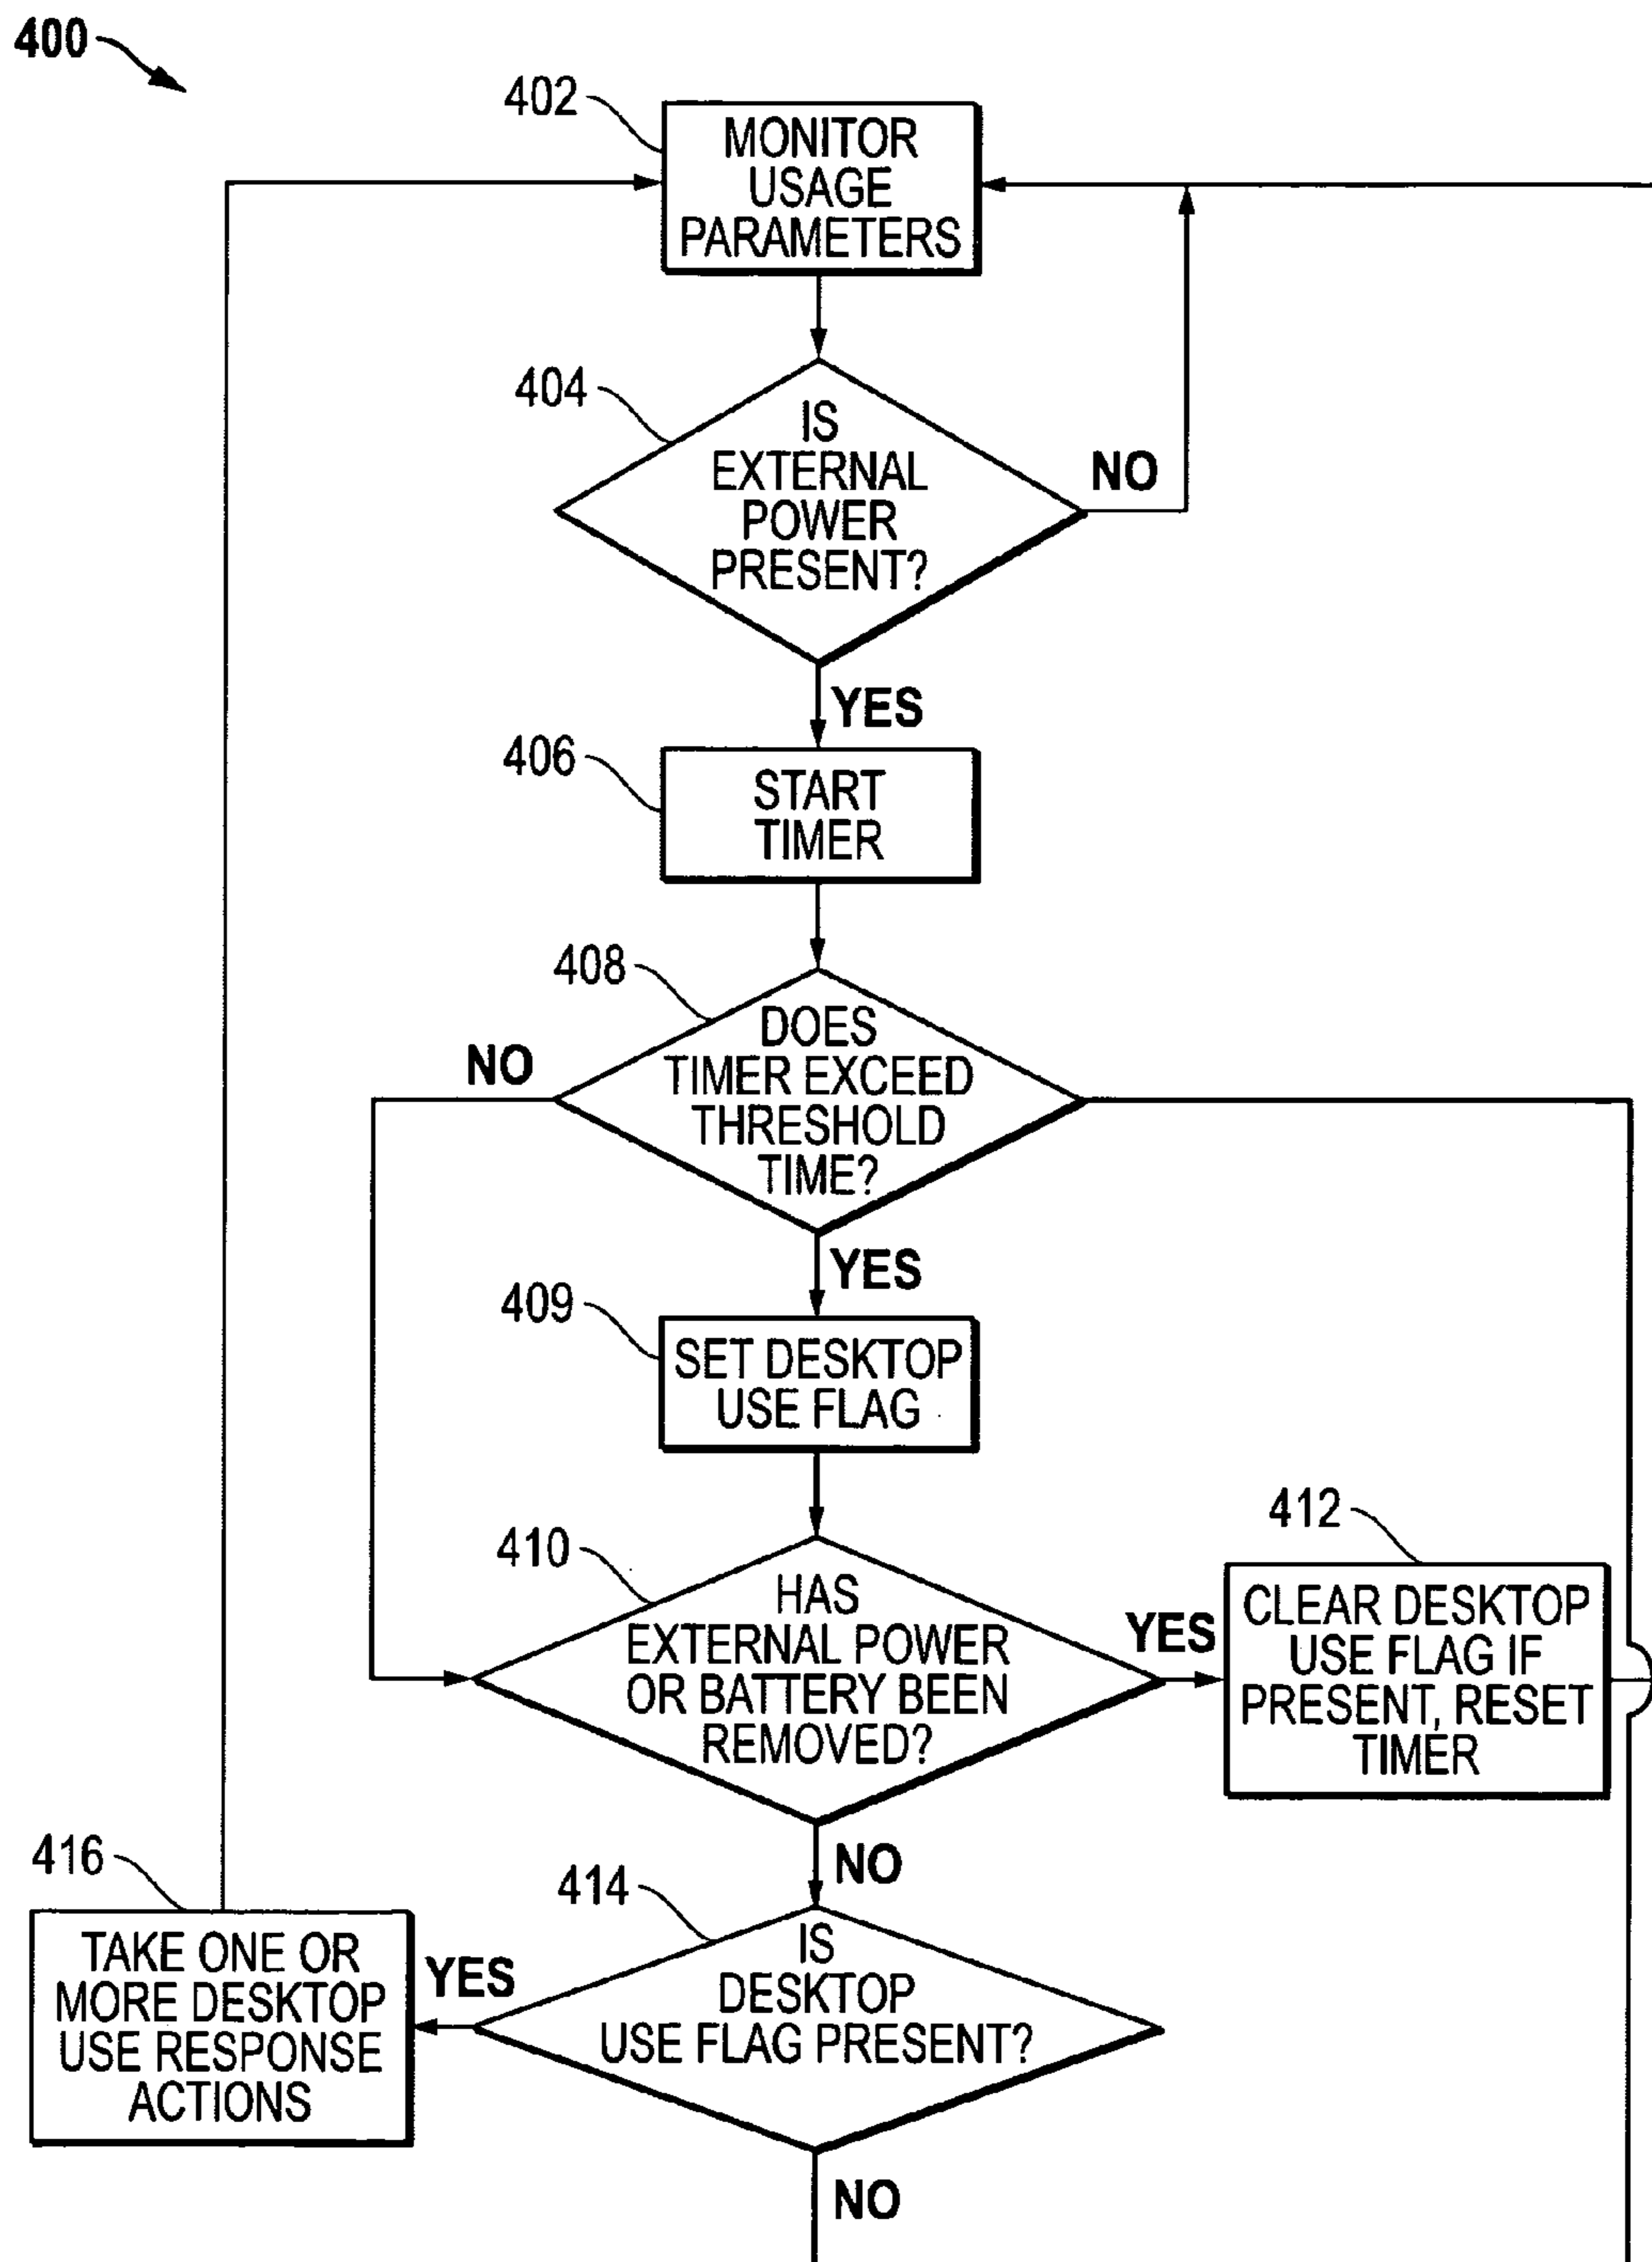 400
402
MONITOR
USAGE
PARAMETERS
404
IS
EXTERNAL
POWER
PRESENT?
NO
YES
406
START
TIMER
408
DOES
TIMER EXCEED
THRESHOLD
TIME?
NO
YES
409
SET DESKTOP
USE FLAG
410
HAS
EXTERNAL POWER
OR BATTERY BEEN
REMOVED?
YES
412
CLEAR DESKTOP
USE FLAG IF
PRESENT, RESET
TIMER
NO
414
IS
DESKTOP
USE FLAG PRESENT?
YES
416
TAKE ONE OR
MORE DESKTOP
USE RESPONSE
ACTIONS
NO